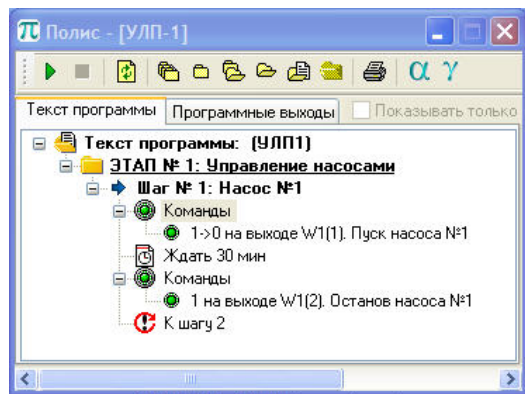 Полис - [УЛП-1]
α γ
Текст программы Программные выходы Показывать только
Текст программы: (УЛП1)
ЭТАП № 1: Управление насосами
Шаг № 1: Насос №1
Команды
1->0 на выходе W1(1). Пуск насоса №1
Ждать 30 мин
Команды
1 на выходе W1(2). Останов насоса №1
К шагу 2